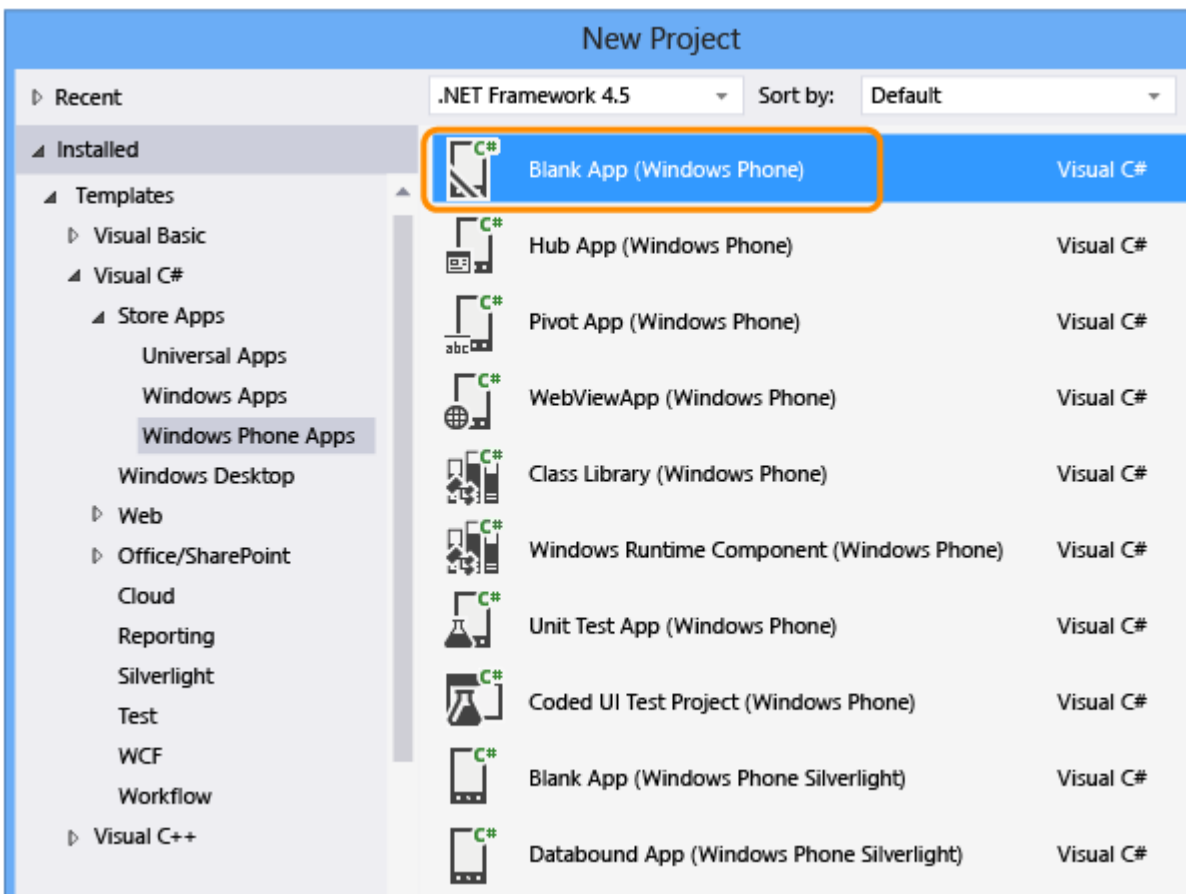 New Project
Recent
.NET Framework 4.5 Sort by: Default
Installed
Templates
Visual Basic
Visual C#
Store Apps
Universal Apps
Windows Apps
Windows Phone Apps
Windows Desktop
Web
Office/SharePoint
Cloud
Reporting
Silverlight
Test
WCF
Workflow
Visual C++
C# Blank App (Windows Phone) Visual C#
C# Hub App (Windows Phone) Visual C#
C# abc Pivot App (Windows Phone) Visual C#
C# WebViewApp (Windows Phone) Visual C#
C# Class Library (Windows Phone) Visual C#
C# Windows Runtime Component (Windows Phone) Visual C#
C# Unit Test App (Windows Phone) Visual C#
C# Coded UI Test Project (Windows Phone) Visual C#
C# Blank App (Windows Phone Silverlight) Visual C#
C# Databound App (Windows Phone Silverlight) Visual C#